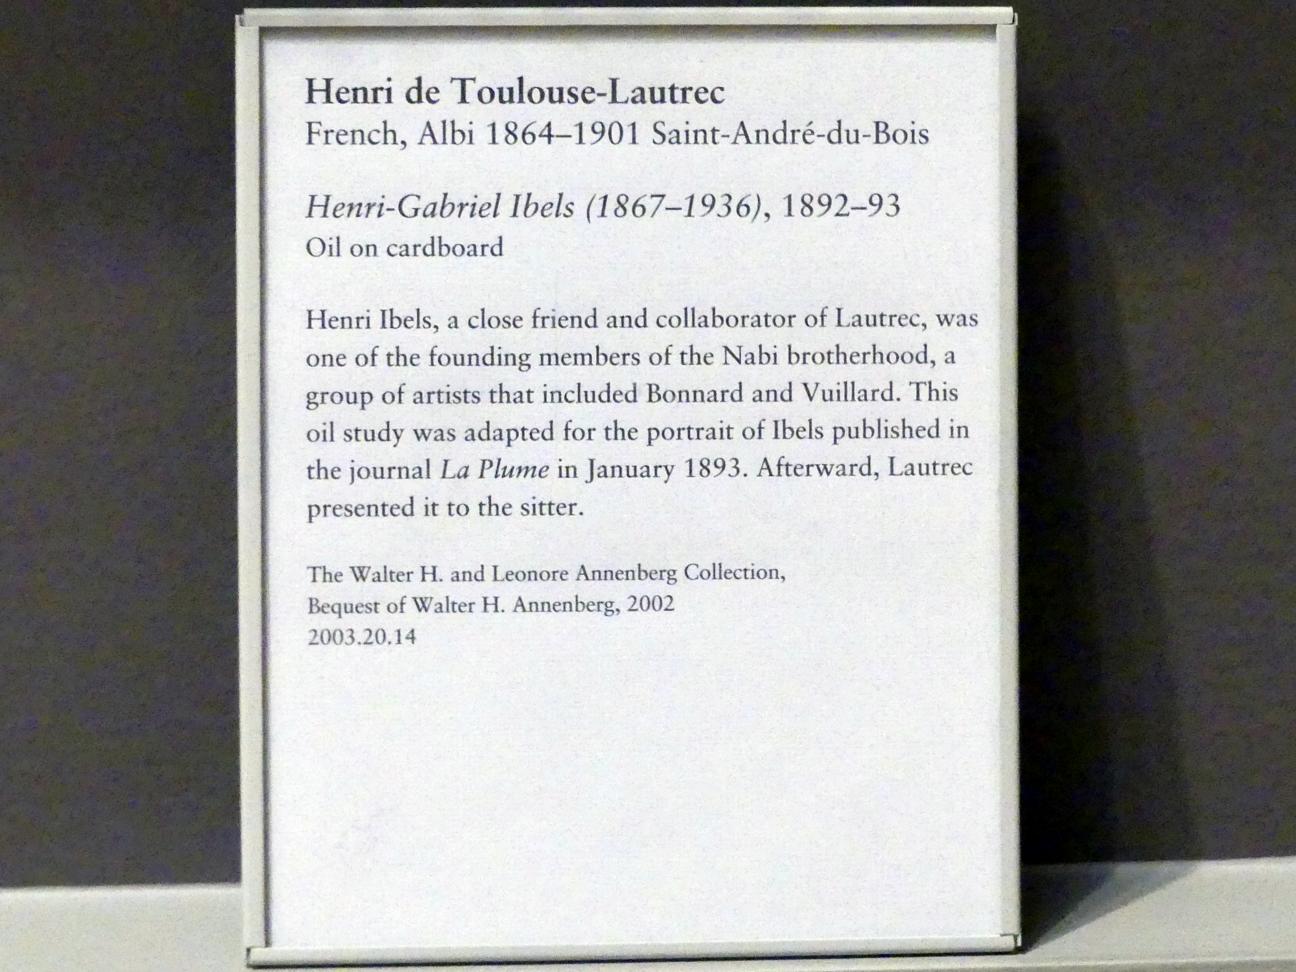 Henri de Toulouse-Lautrec
French, Albi 1864–1901 Saint-André-du-Bois
Henri-Gabriel Ibels (1867–1936), 1892–93
Oil on cardboard
Henri Ibels, a close friend and collaborator of Lautrec, was
one of the founding members of the Nabi brotherhood, a
group of artists that included Bonnard and Vuillard. This
oil study was adapted for the portrait of Ibels published in
the journal La Plume in January 1893. Afterward, Lautrec
presented it to the sitter.
The Walter H. and Leonore Annenberg Collection,
Bequest of Walter H. Annenberg, 2002
2003.20.14